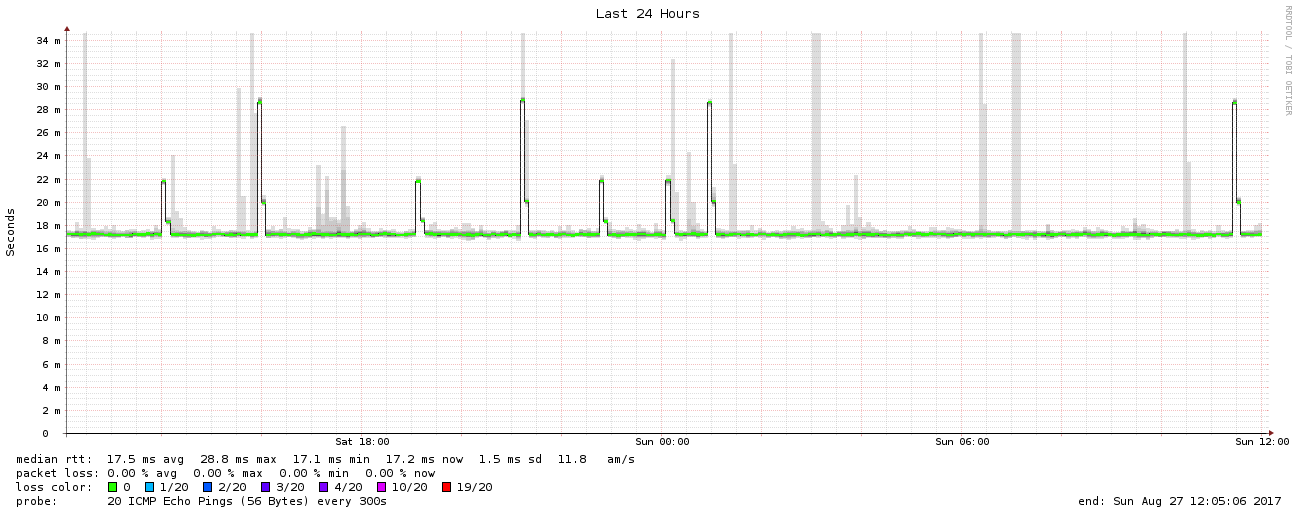 Last 24 Hours
RRDTOOL / TOBI OETIKER
34 m
32 m
30 m
28 m
26 m
24 m
22 m
20 m
18 m
16 m
14 m
12 m
10 m
8 m
6 m
4 m
2 m
0
Seconds
Sat 18:00 Sun 00:00 Sun 06:00 Sun 12:00
median rtt: 17.5 ms avg 28.8 ms max 17.1 ms min 17.2 ms now 1.5 ms sd 11.8 am/s
packet loss: 0.00 % avg 0.00 % max 0.00 % min 0.00 % now
loss color: 0 1/20 2/20 3/20 4/20 10/20 19/20
probe: 20 ICMP Echo Pings (56 Bytes) every 300s end: Sun Aug 27 12:05:06 2017